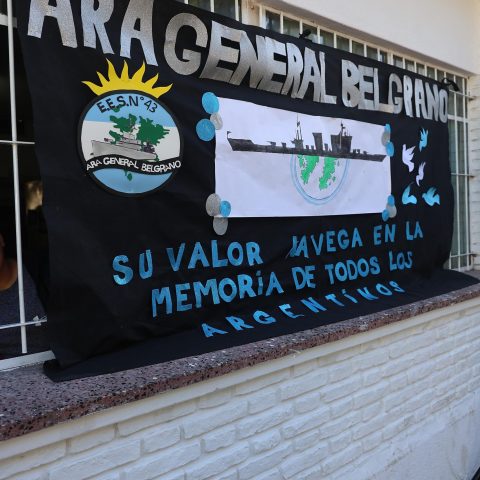 ARA GENERAL BELGRANO
E.E.S. N° 43
ARA GENERAL BELGRANO
SU VALOR NAVEGA EN LA
MEMORIA DE TODOS LOS
ARGENTINOS